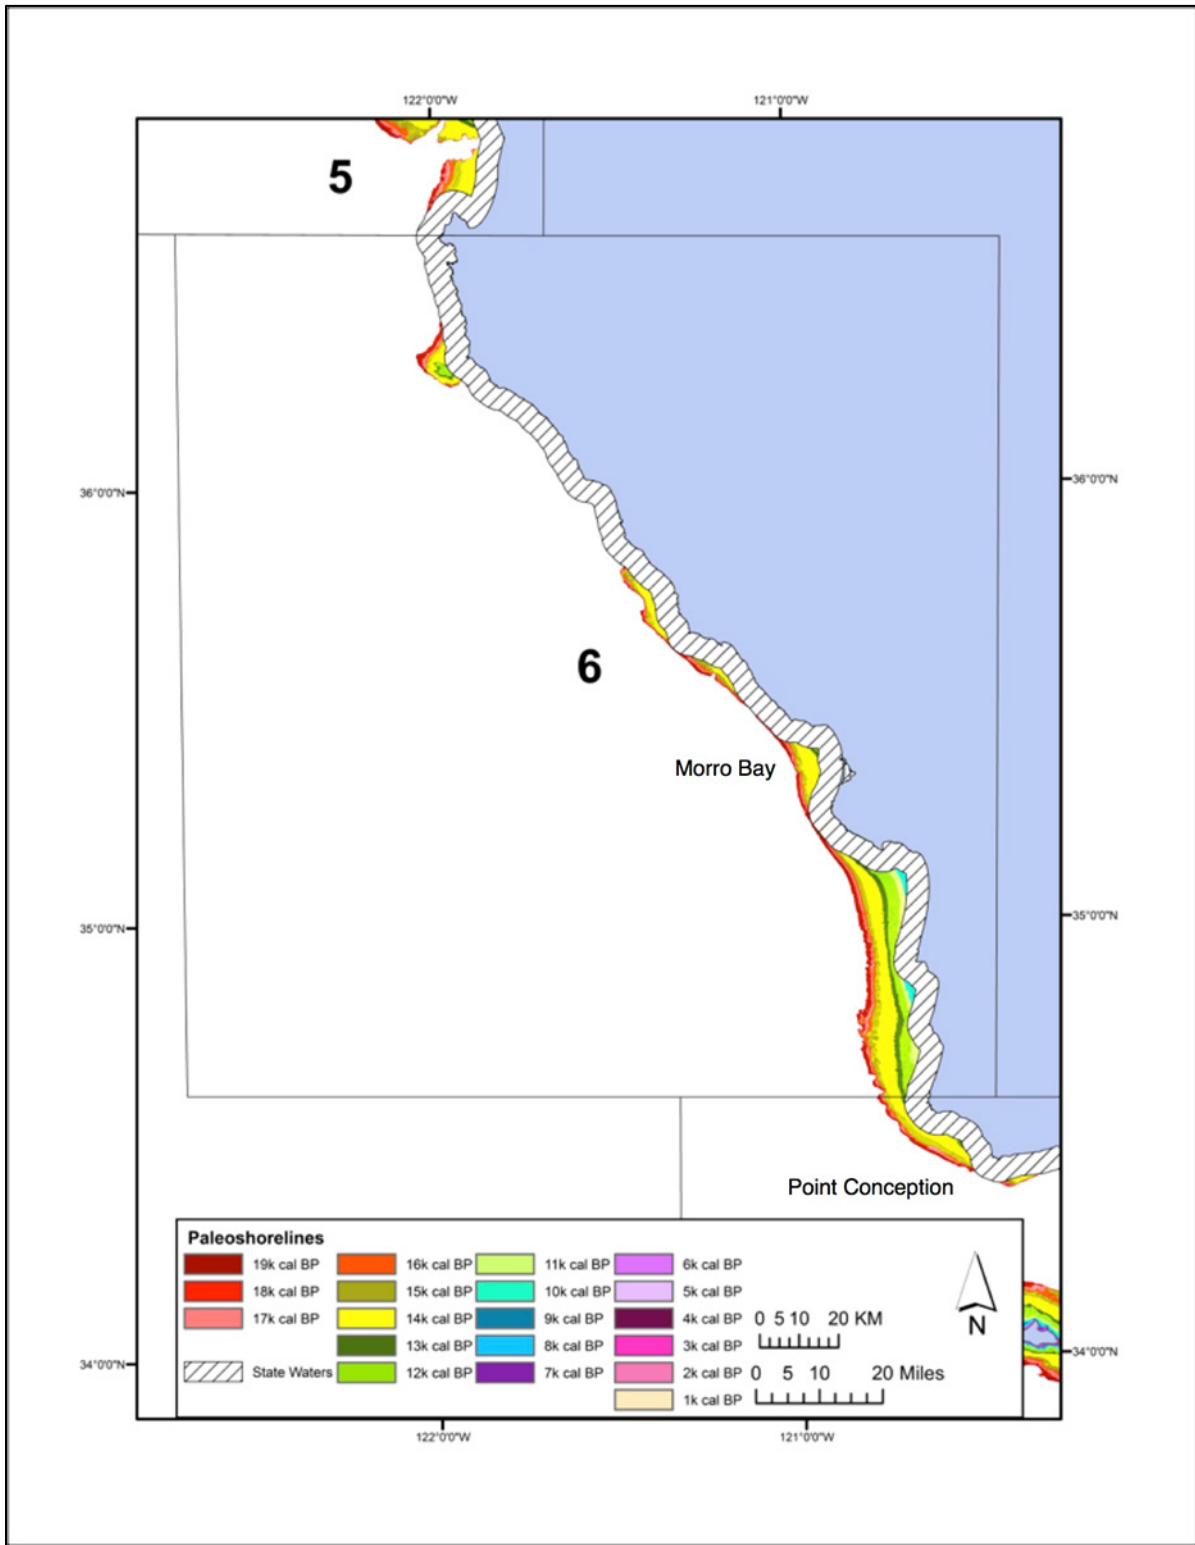 122°0'0"W 121°0'0"W
5
36°0'0"N 36°0'0"N
6
Morro Bay
35°0'0"N 35°0'0"N
Point Conception
Paleoshorelines
19k cal BP 16k cal BP 11k cal BP 6k cal BP
18k cal BP 15k cal BP 10k cal BP 5k cal BP
17k cal BP 14k cal BP 9k cal BP 4k cal BP 0 5 10 20 KM
N
13k cal BP 8k cal BP 3k cal BP
State Waters 12k cal BP 7k cal BP 2k cal BP 0 5 10 20 Miles
1k cal BP
34°0'0"N 34°0'0"N
122°0'0"W 121°0'0"W